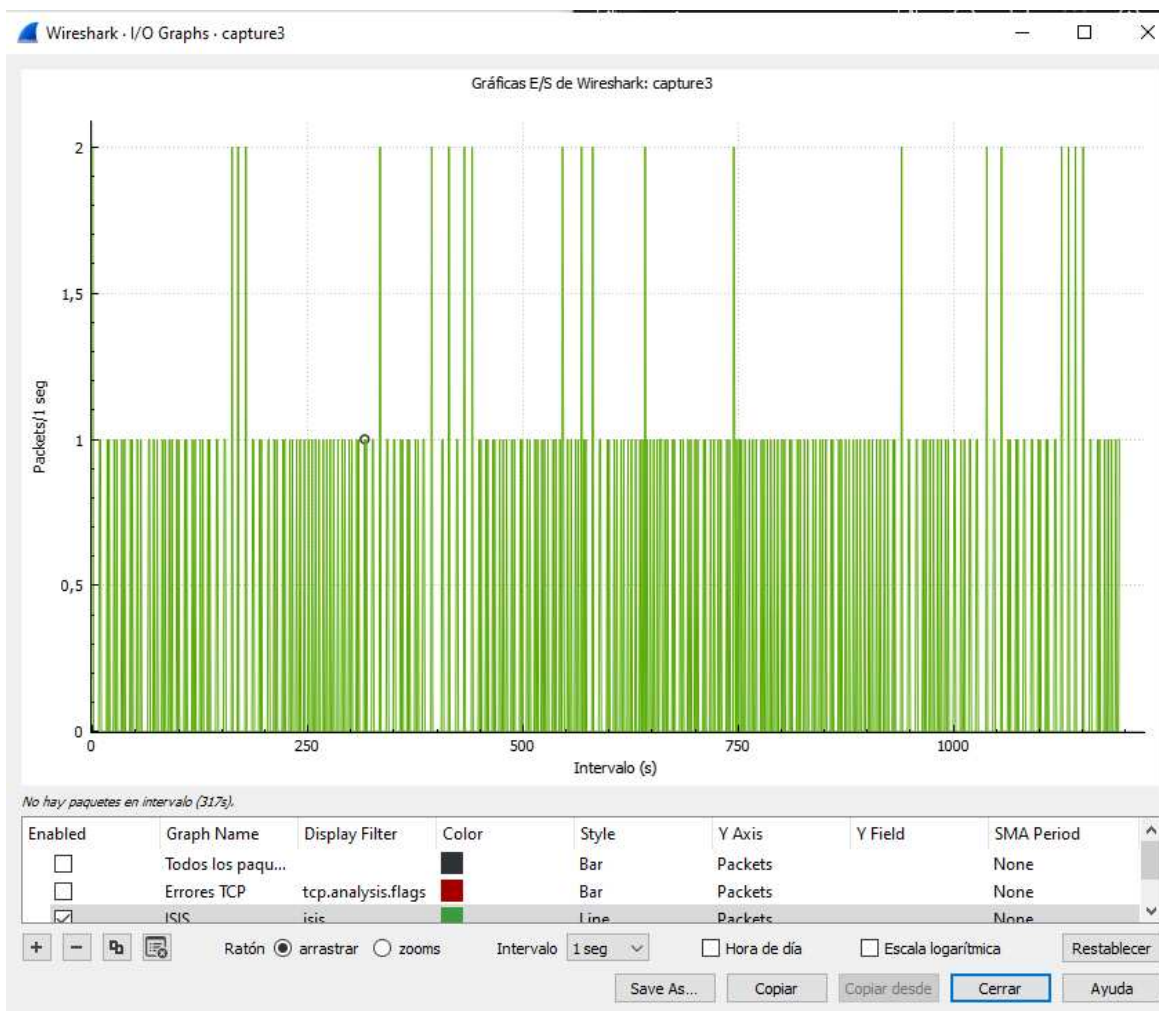 Wireshark · I/O Graphs · capture3
Gráficas E/S de Wireshark: capture3
2
1,5
1
0,5
0
Packets/1 seg
0 250 500 750 1000
Intervalo (s)
No hay paquetes en intervalo (317s).
Enabled Graph Name Display Filter Color Style Y Axis Y Field SMA Period
Todos los paqu... Bar Packets None
Errores TCP tcp.analysis.flags Bar Packets None
ISIS isis Line Packets None
+ − Ratón arrastrar zooms Intervalo 1 seg Hora de día Escala logarítmica Restablecer
Save As... Copiar Copiar desde Cerrar Ayuda